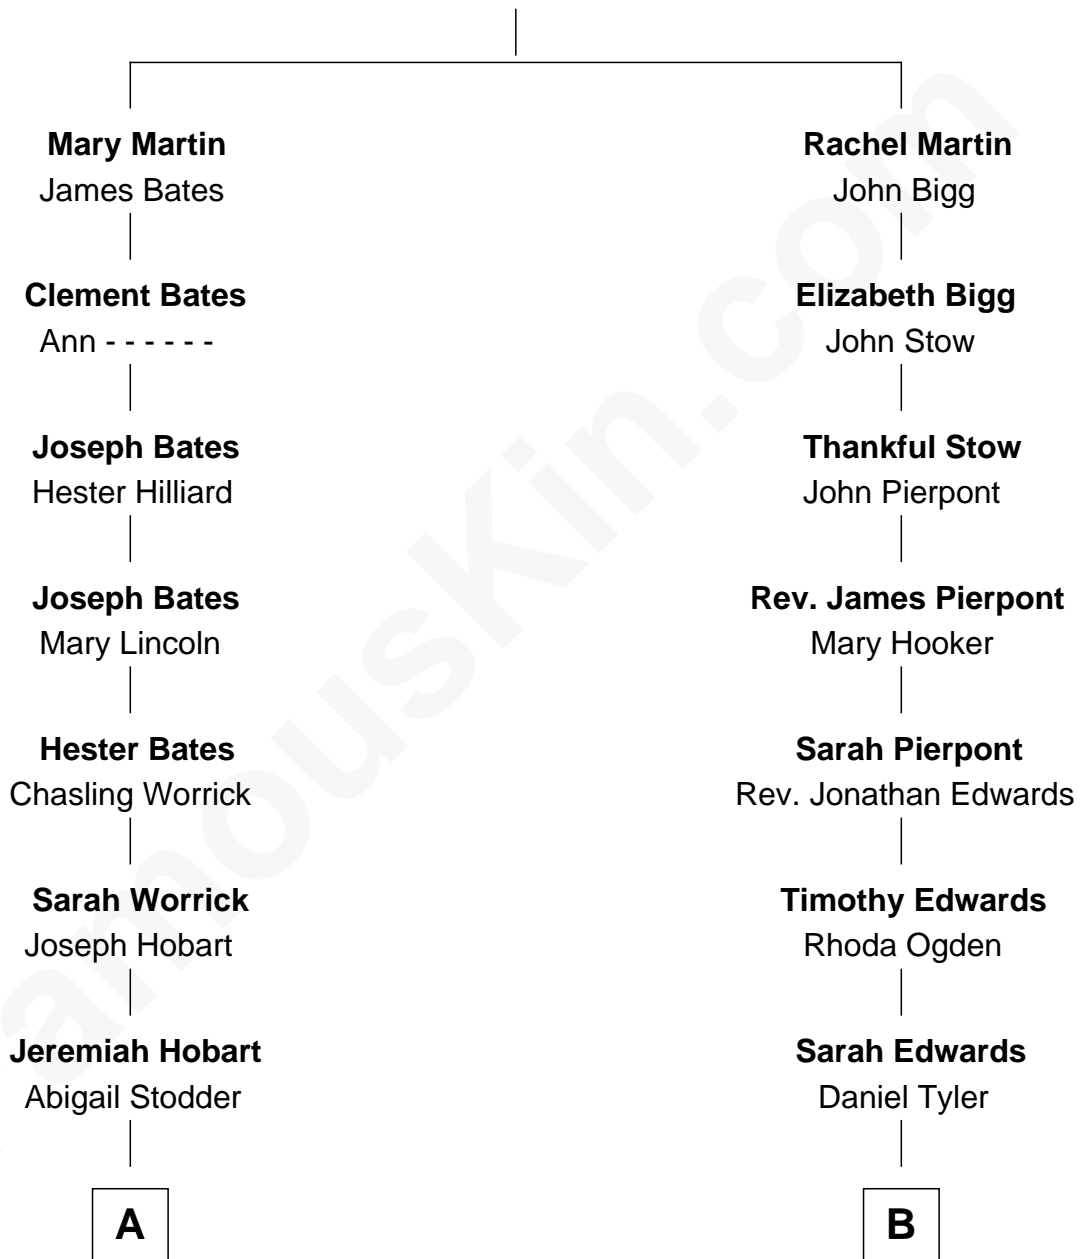 Mary Martin
James Bates
Rachel Martin
John Bigg
Clement Bates
Ann - - - - - -
Elizabeth Bigg
John Stow
Joseph Bates
Hester Hilliard
Thankful Stow
John Pierpont
Joseph Bates
Mary Lincoln
Rev. James Pierpont
Mary Hooker
Hester Bates
Chasling Worrick
Sarah Pierpont
Rev. Jonathan Edwards
Sarah Worrick
Joseph Hobart
Timothy Edwards
Rhoda Ogden
Jeremiah Hobart
Abigail Stodder
Sarah Edwards
Daniel Tyler
A
B
amousKin.com